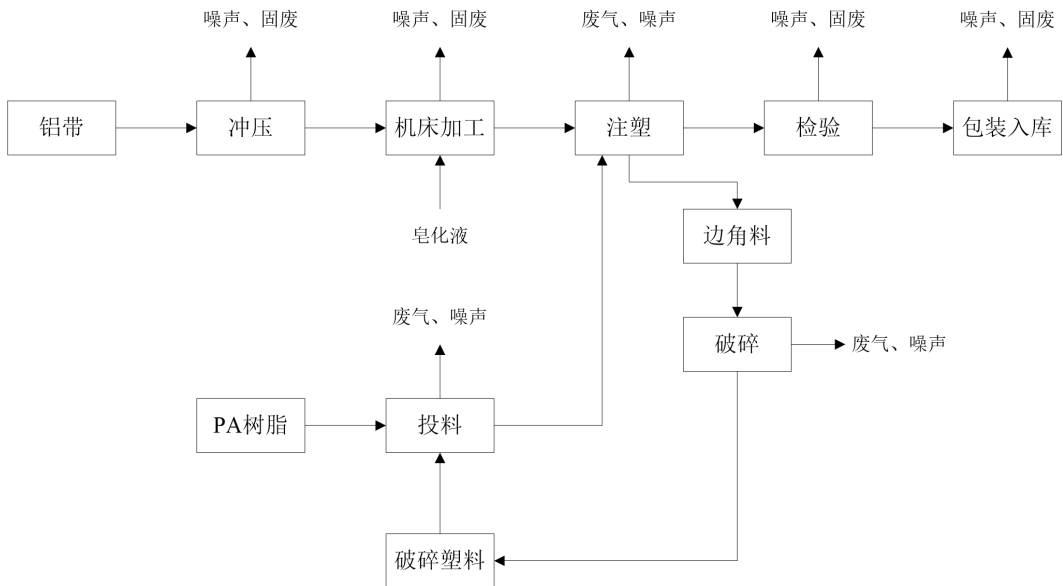 噪声、固废
噪声、固废
废气、噪声
噪声、固废
噪声、固废
铝带
冲压
机床加工
注塑
检验
包装入库
皂化液
边角料
废气、噪声
破碎
废气、噪声
PA树脂
投料
破碎塑料